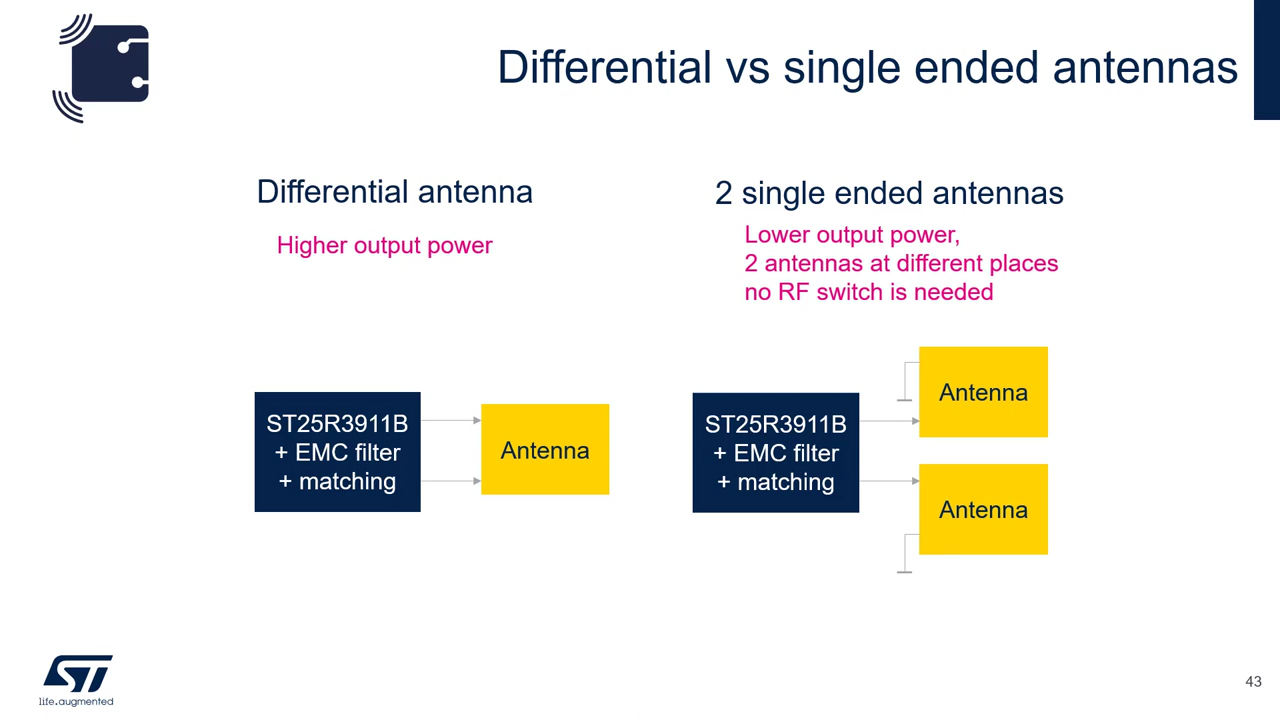 Differential vs single ended antennas
Differential antenna
Higher output power
2 single ended antennas
Lower output power,
2 antennas at different places
no RF switch is needed
ST25R3911B
+ EMC filter
+ matching
Antenna
ST25R3911B
+ EMC filter
+ matching
Antenna
Antenna
ST
life.augmented
43